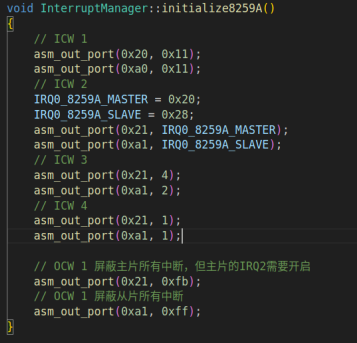 void InterruptManager::initialize8259A()
{
    // ICW 1
    asm_out_port(0x20, 0x11);
    asm_out_port(0xa0, 0x11);
    // ICW 2
    IRQ0_8259A_MASTER = 0x20;
    IRQ0_8259A_SLAVE = 0x28;
    asm_out_port(0x21, IRQ0_8259A_MASTER);
    asm_out_port(0xa1, IRQ0_8259A_SLAVE);
    // ICW 3
    asm_out_port(0x21, 4);
    asm_out_port(0xa1, 2);
    // ICW 4
    asm_out_port(0x21, 1);
    asm_out_port(0xa1, 1);

    // OCW 1 屏蔽主片所有中断，但主片的IRQ2需要开启
    asm_out_port(0x21, 0xfb);
    // OCW 1 屏蔽从片所有中断
    asm_out_port(0xa1, 0xff);
}